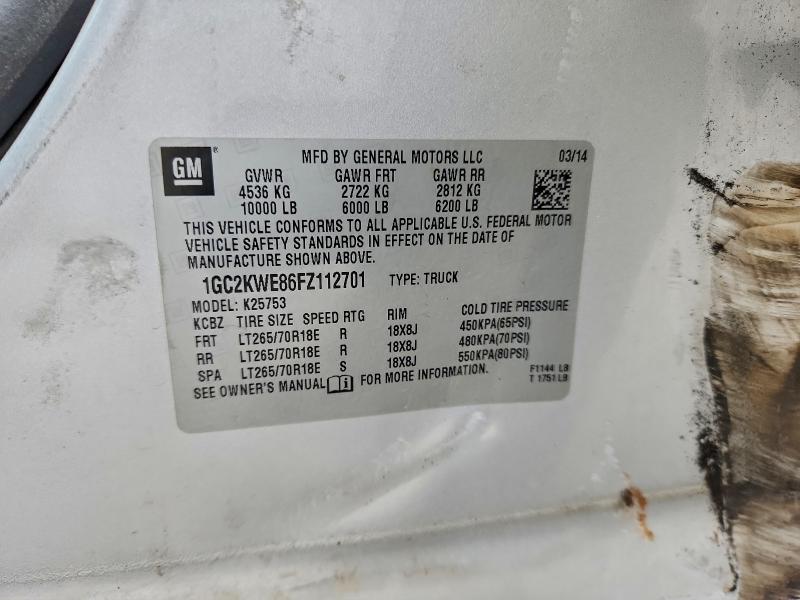 GM ®
MFD BY GENERAL MOTORS LLC 03/14
GVWR GAWR FRT GAWR RR
4536 KG 2722 KG 2812 KG
10000 LB 6000 LB 6200 LB
THIS VEHICLE CONFORMS TO ALL APPLICABLE U.S. FEDERAL MOTOR
VEHICLE SAFETY STANDARDS IN EFFECT ON THE DATE OF
MANUFACTURE SHOWN ABOVE.
1GC2KWE86FZ112701 TYPE: TRUCK
MODEL: K25753
KCBZ TIRE SIZE SPEED RTG RIM COLD TIRE PRESSURE
FRT LT265/70R18E R 18X8J 450KPA(65PSI)
RR LT265/70R18E R 18X8J 480KPA(70PSI)
SPA LT265/70R18E S 18X8J 550KPA(80PSI)
SEE OWNER'S MANUAL i FOR MORE INFORMATION.
F1144 LB
T 1751 LB